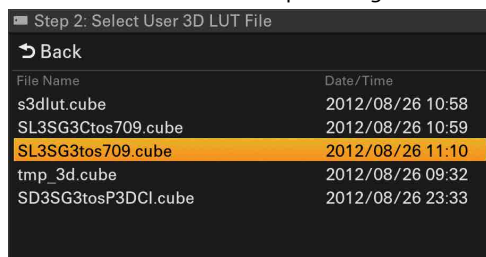 Step 2: Select User 3D LUT File
Back
File Name Date/Time
s3dlut.cube 2012/08/26 10:58
SL3SG3Ctos709.cube 2012/08/26 10:59
SL3SG3tos709.cube 2012/08/26 11:10
tmp_3d.cube 2012/08/26 09:32
SD3SG3tosP3DCI.cube 2012/08/26 23:33